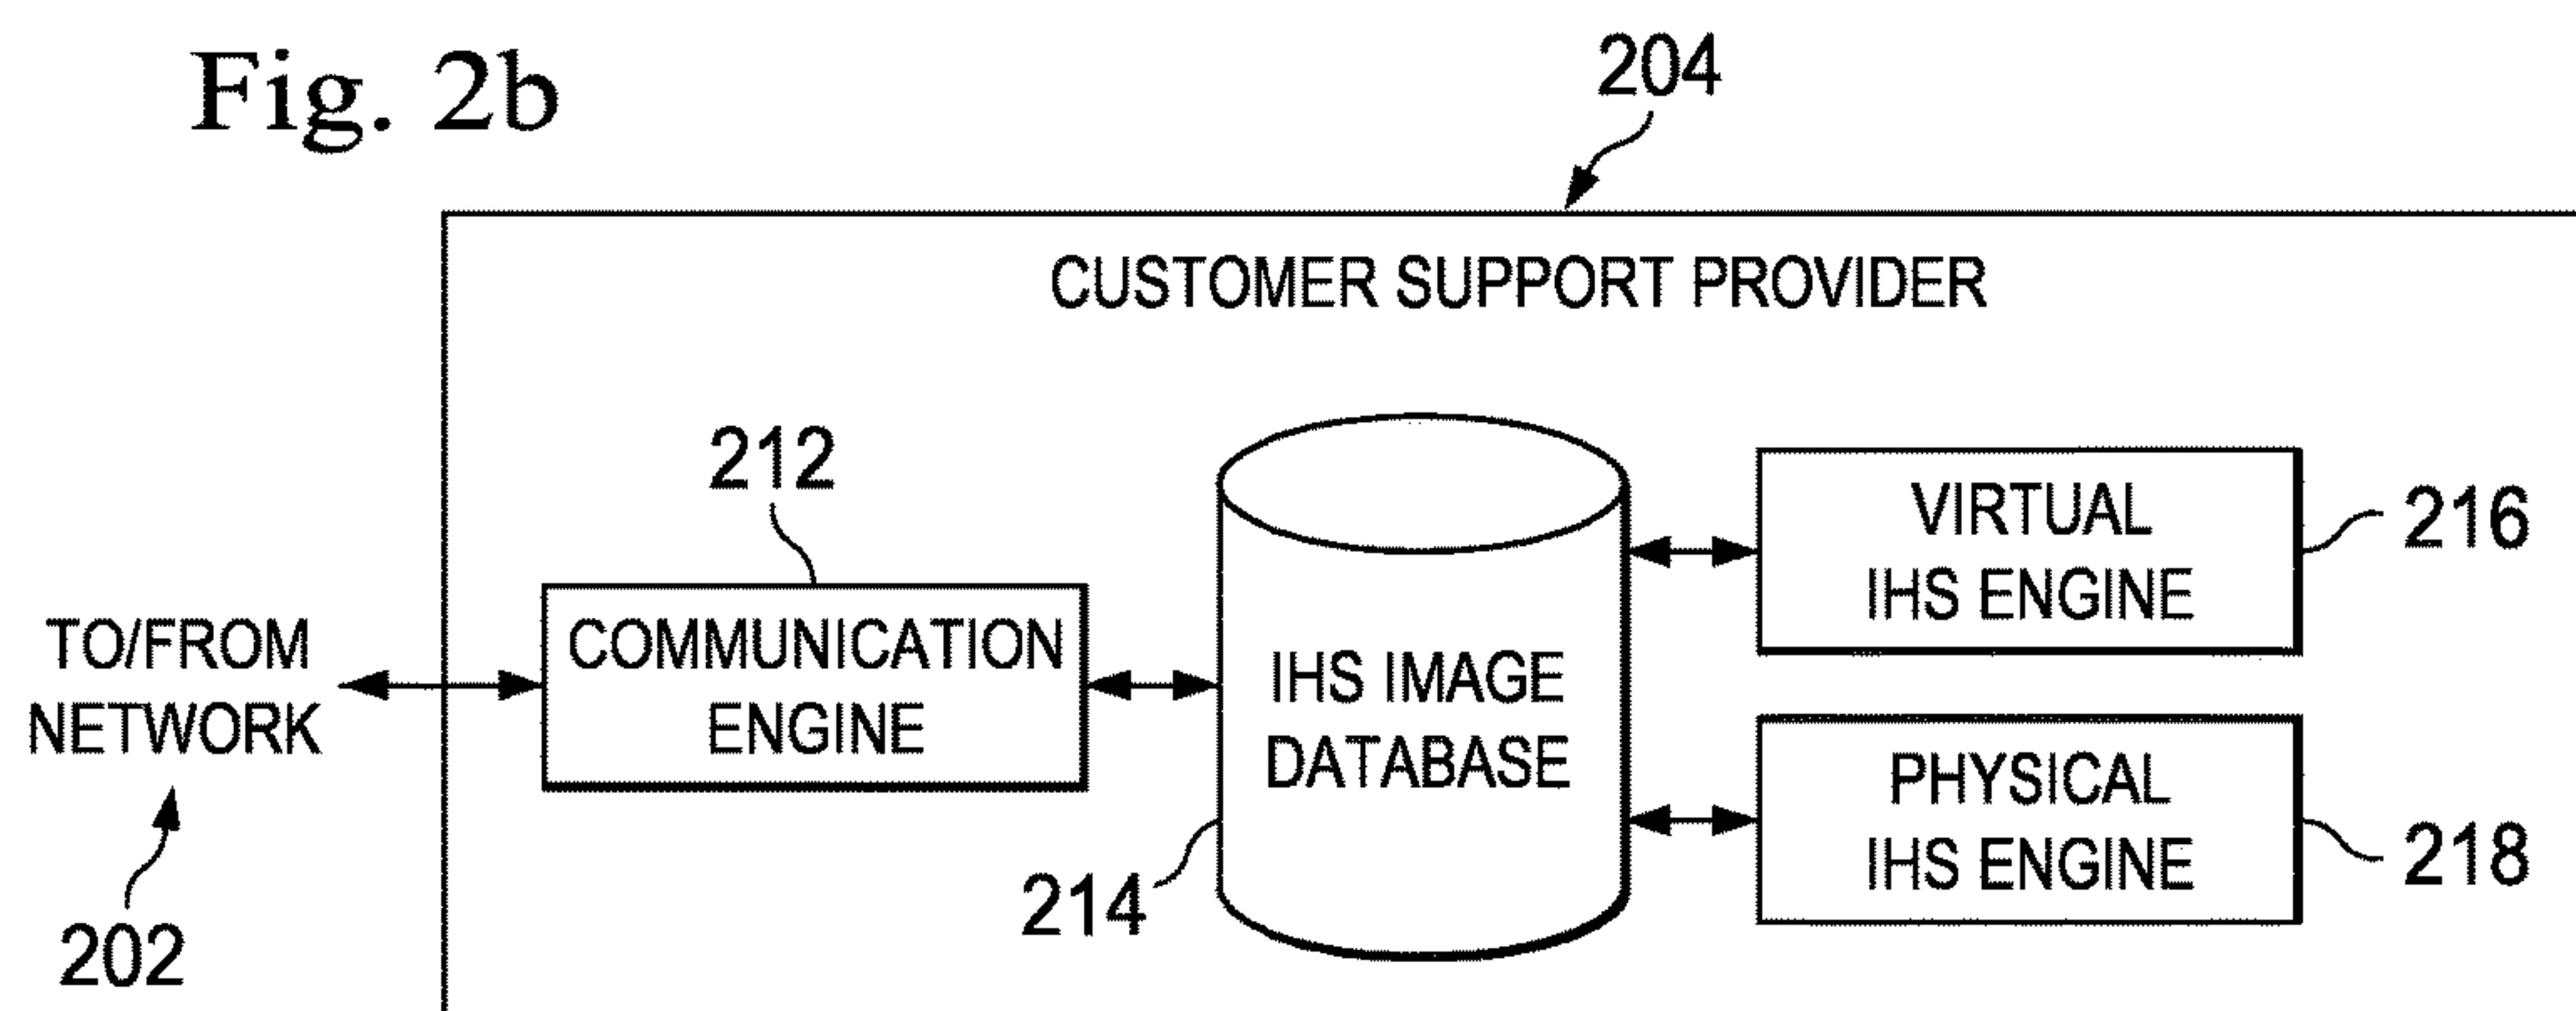 Fig. 2b
204
CUSTOMER SUPPORT PROVIDER
212
TO/FROM
NETWORK
202
COMMUNICATION
ENGINE
IHS IMAGE
DATABASE
214
VIRTUAL
IHS ENGINE
216
PHYSICAL
IHS ENGINE
218